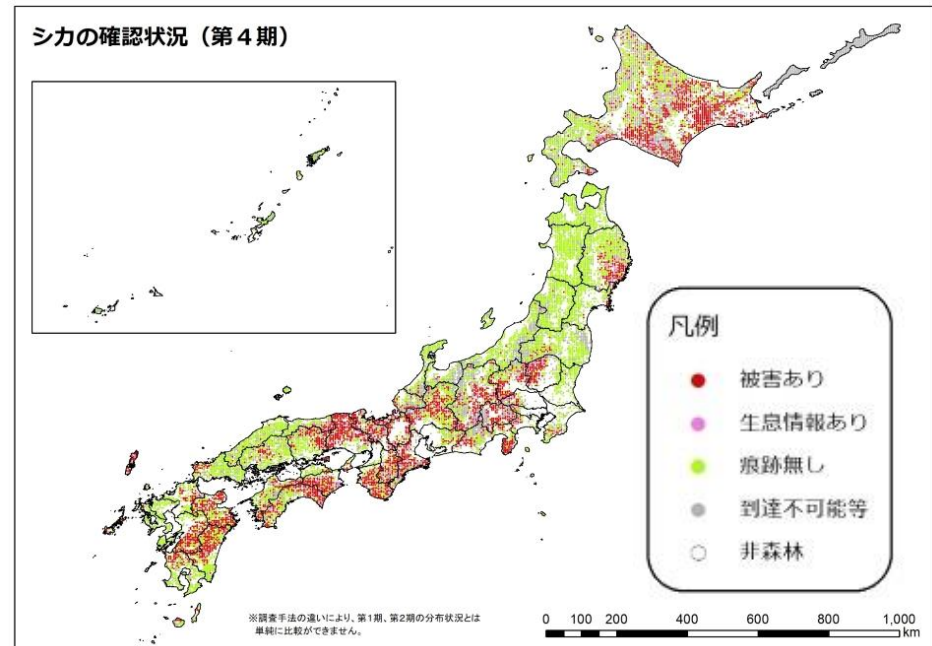 シカの確認状況（第４期）
凡例
被害あり
生息情報あり
痕跡無し
到達不可能等
非森林
※調査手法の違いにより、第1期、第2期の分布状況とは
単純に比較ができません。
0 50 100 200 400 600 800 1,000
km